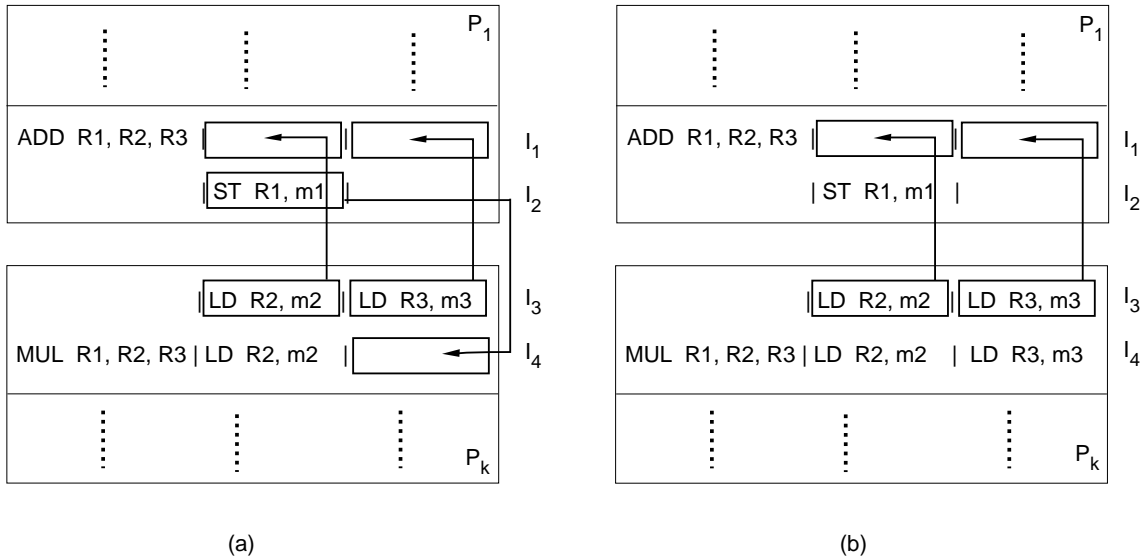 P1 P1
ADD R1, R2, R3 | | I1 ADD R1, R2, R3 | | I1
| ST R1, m1 | I2 | ST R1, m1 | I2
| LD R2, m2 | LD R3, m3 I3 | LD R2, m2 | LD R3, m3 I3
MUL R1, R2, R3 | LD R2, m2 | I4 MUL R1, R2, R3 | LD R2, m2 | LD R3, m3 I4
Pk Pk
(a) (b)